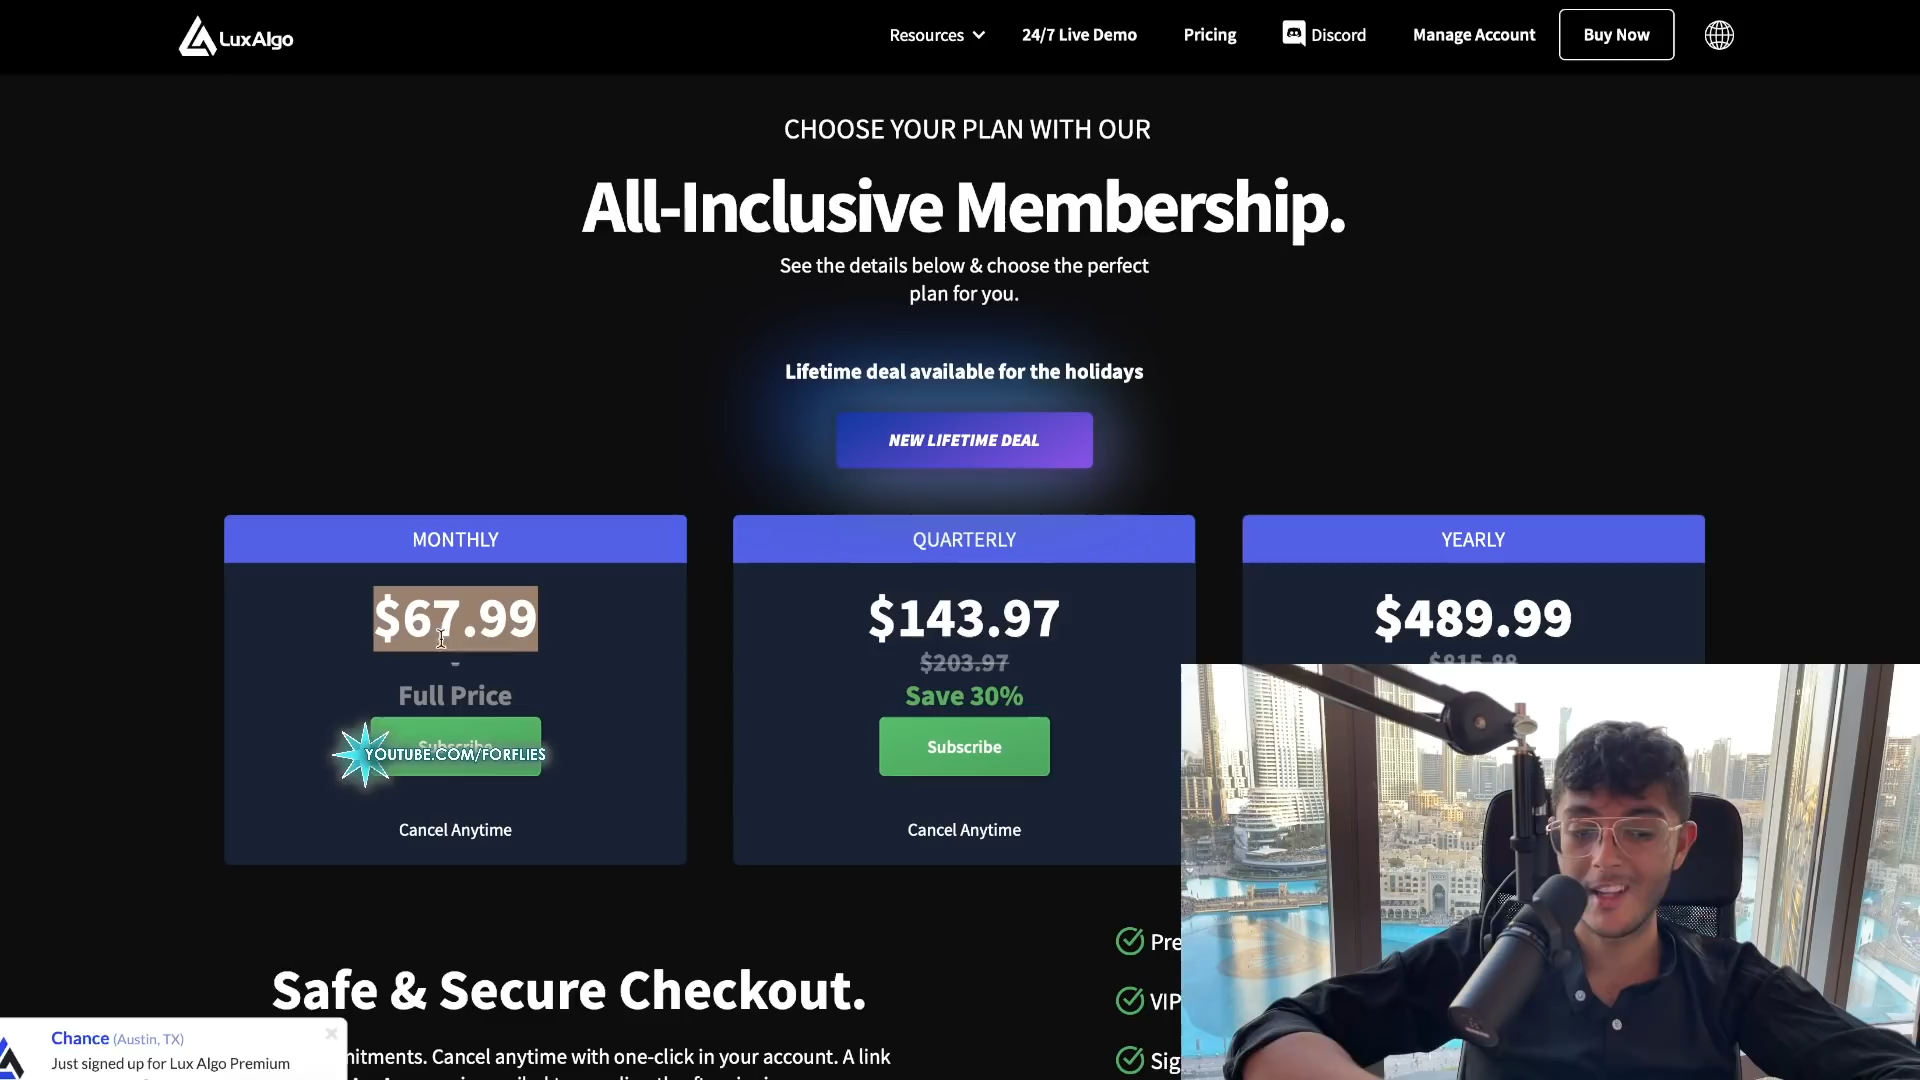 LuxAlgo
Resources
24/7 Live Demo
Pricing
Discord
Manage Account
Buy Now
CHOOSE YOUR PLAN WITH OUR
All-Inclusive Membership.
See the details below & choose the perfect
plan for you.
Lifetime deal available for the holidays
NEW LIFETIME DEAL
MONTHLY
$67.99
-
Full Price
Subscribe
YOUTUBE.COM/FORFLIES
Cancel Anytime
QUARTERLY
$143.97
$203.97
Save 30%
Subscribe
Cancel Anytime
YEARLY
$489.99
$815.88
Safe & Secure Checkout.
mitments. Cancel anytime with one-click in your account. A link
Pre
VIP
Sig
Chance (Austin, TX)
Just signed up for Lux Algo Premium